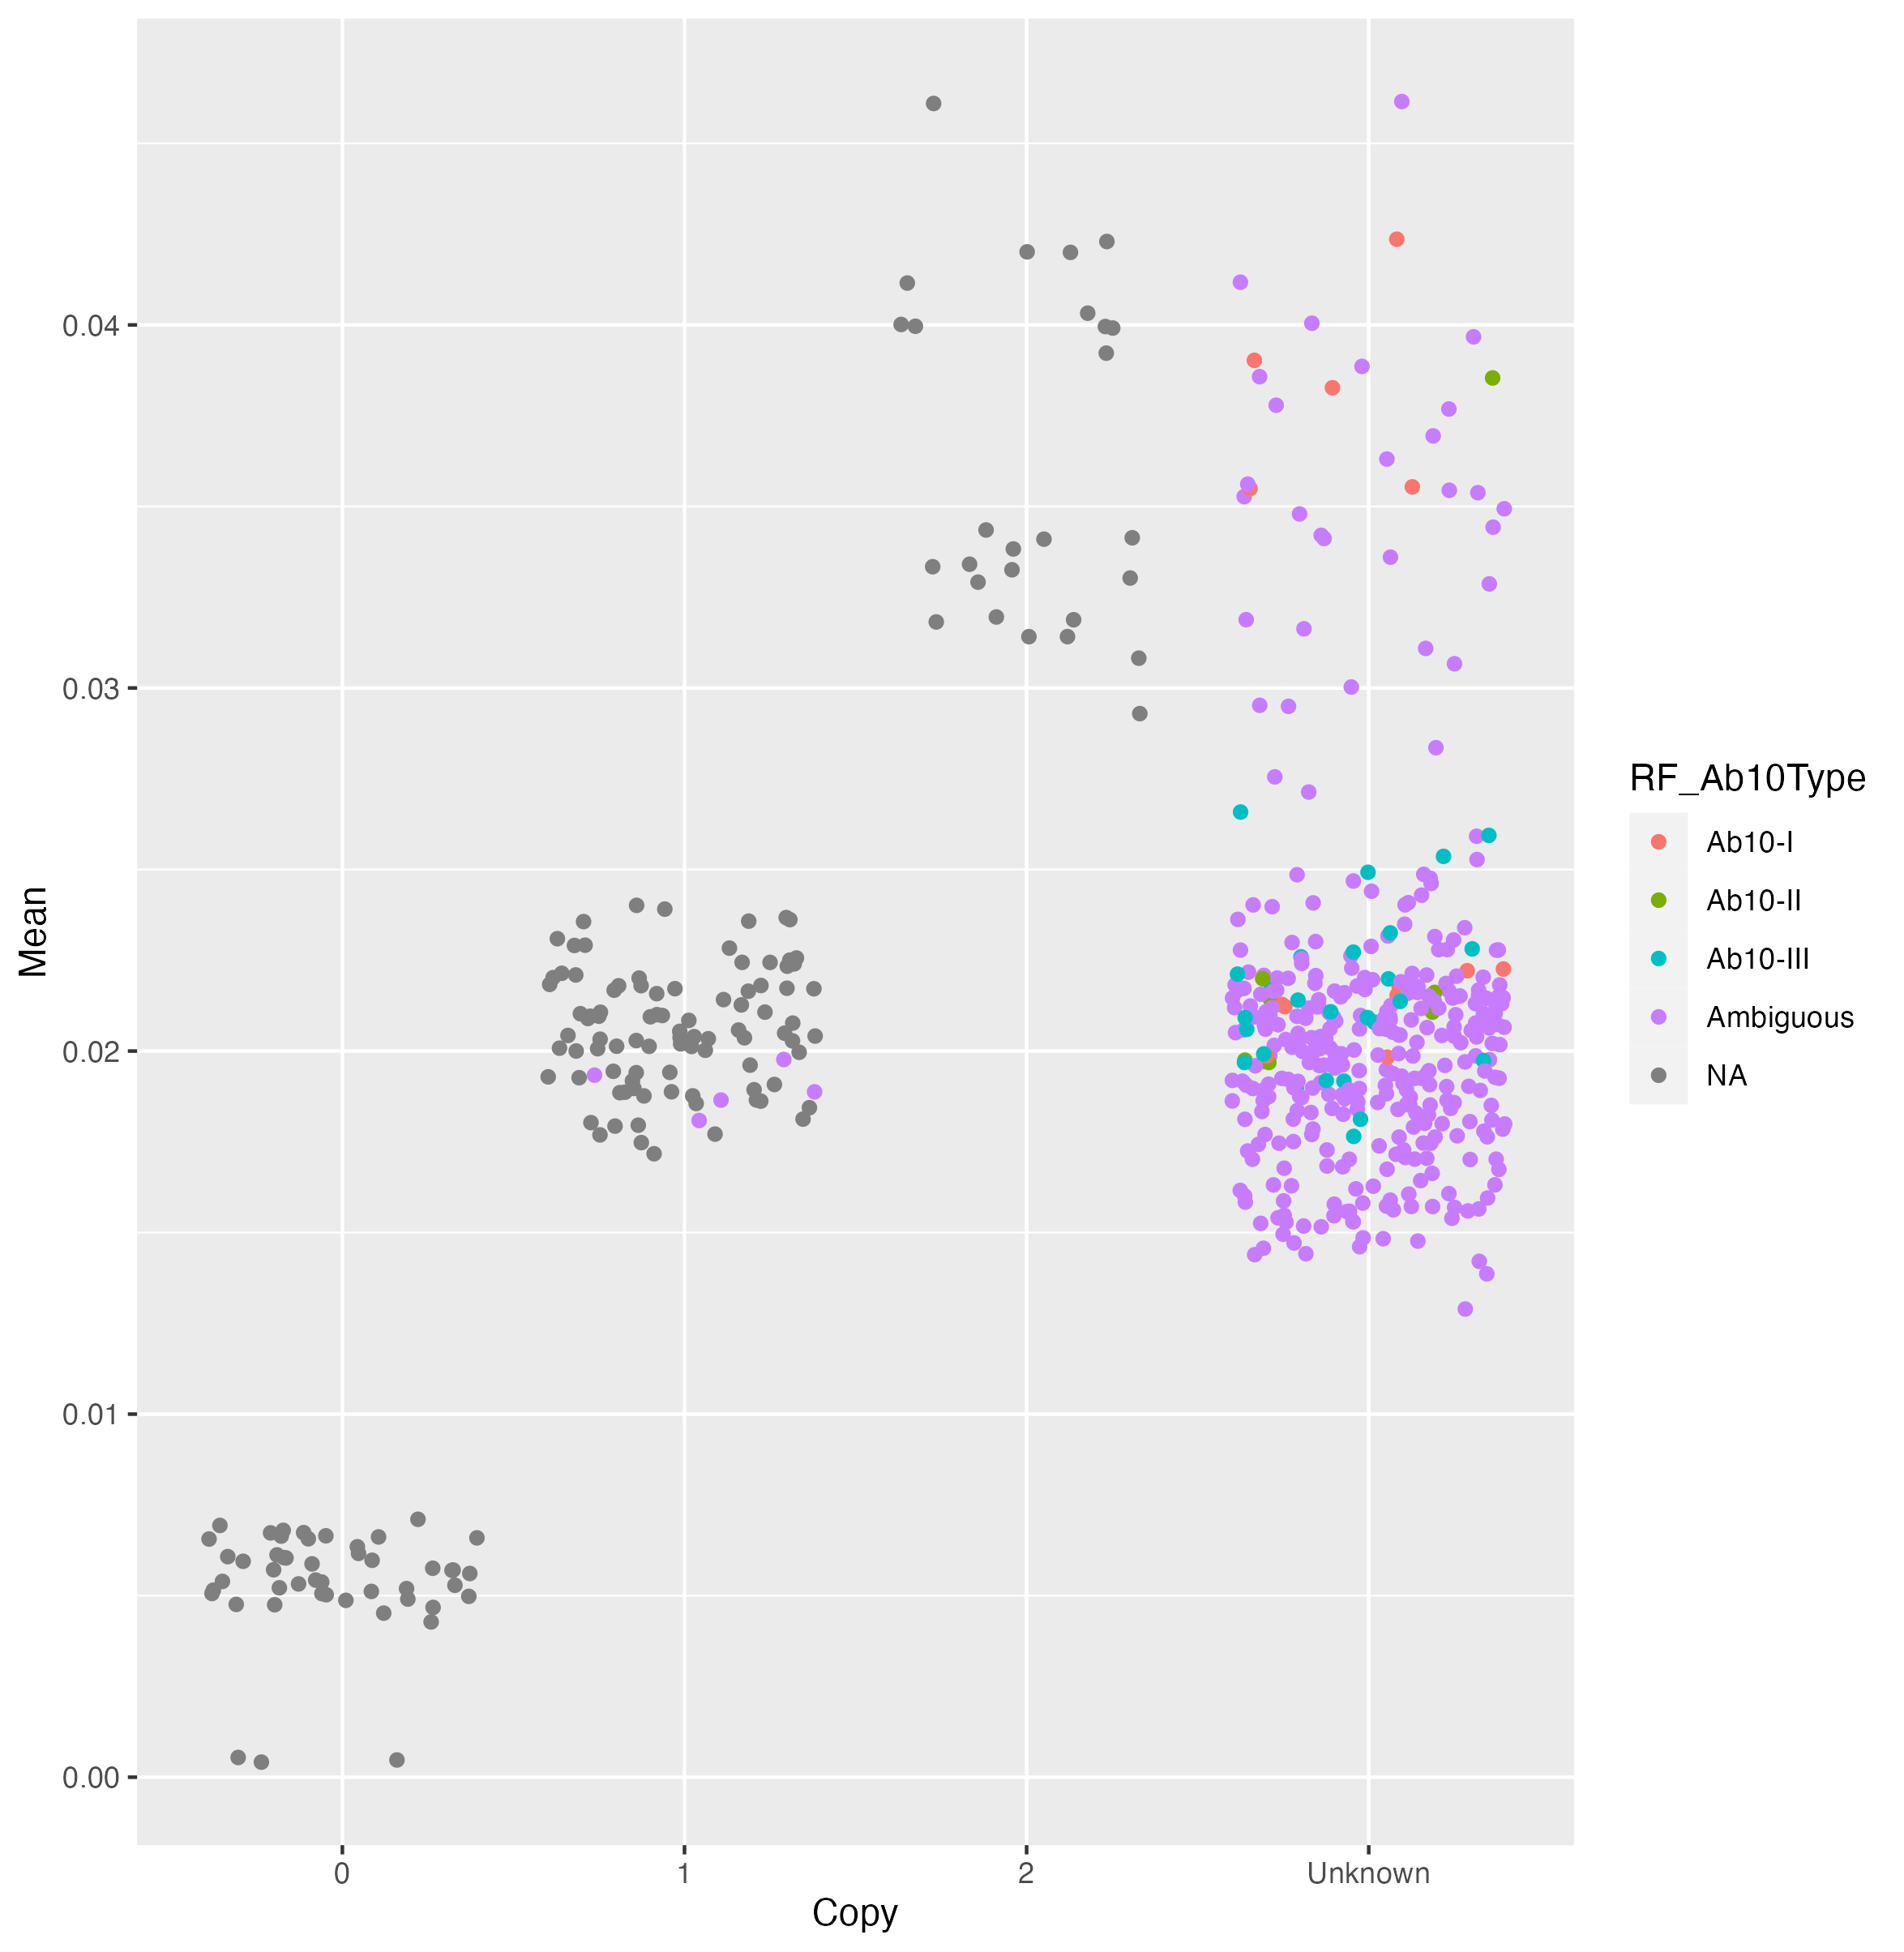 0.04
0.03
0.02
0.01
0.00
Mean
0
1
2
Unknown
Copy
RF_Ab10Type
Ab10-I
Ab10-II
Ab10-III
Ambiguous
NA